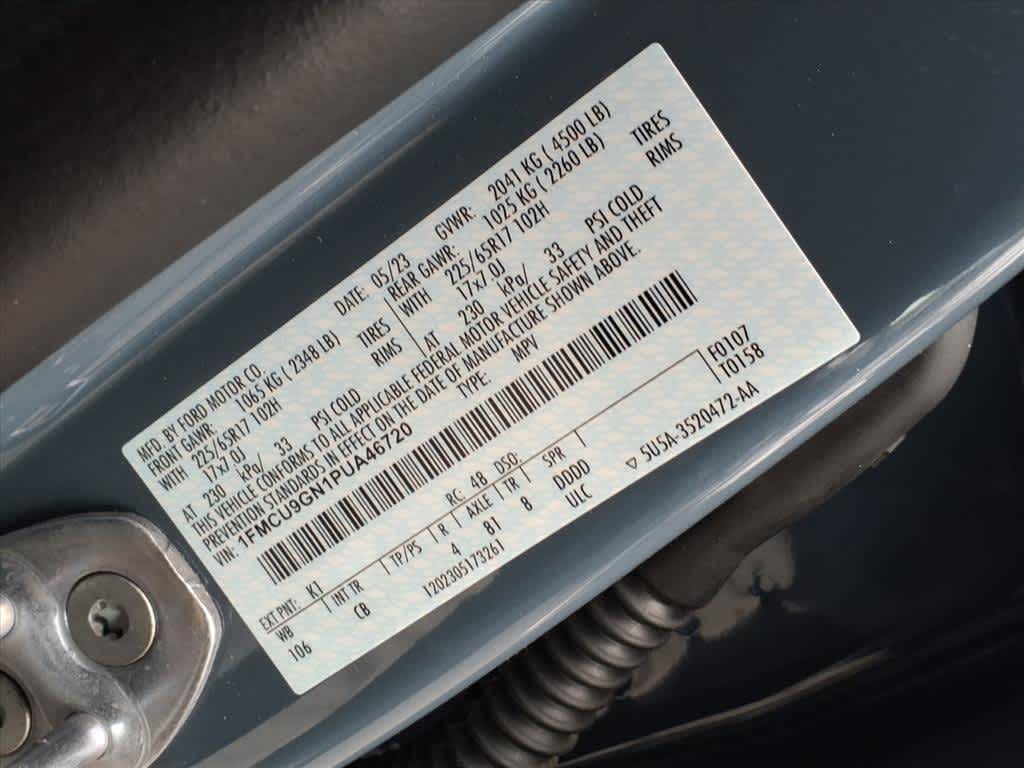 MFD. BY FORD MOTOR CO.
DATE: 05/23 GVWR: 2041 KG ( 4500 LB)
FRONT GAWR: 1065 KG ( 2348 LB) REAR GAWR: 1025 KG ( 2260 LB)
WITH 225/65R17 102H TIRES WITH 225/65R17 102H TIRES
17x7.0J RIMS 17x7.0J RIMS
AT 230 kPa/ 33 PSI COLD AT 230 kPa/ 33 PSI COLD
THIS VEHICLE CONFORMS TO ALL APPLICABLE FEDERAL MOTOR VEHICLE SAFETY AND THEFT
PREVENTION STANDARDS IN EFFECT ON THE DATE OF MANUFACTURE SHOWN ABOVE.
VIN: 1FMCU9GN1PUA46720 TYPE: MPV
EXT PNT: K1 RC: 48 DSO: F0107
WB INT TR TP/PS R AXLE TR SPR T0158
106 CB 4 81 8 DDDD
1202305173261 ULC ▽ 5U5A-3520472-AA